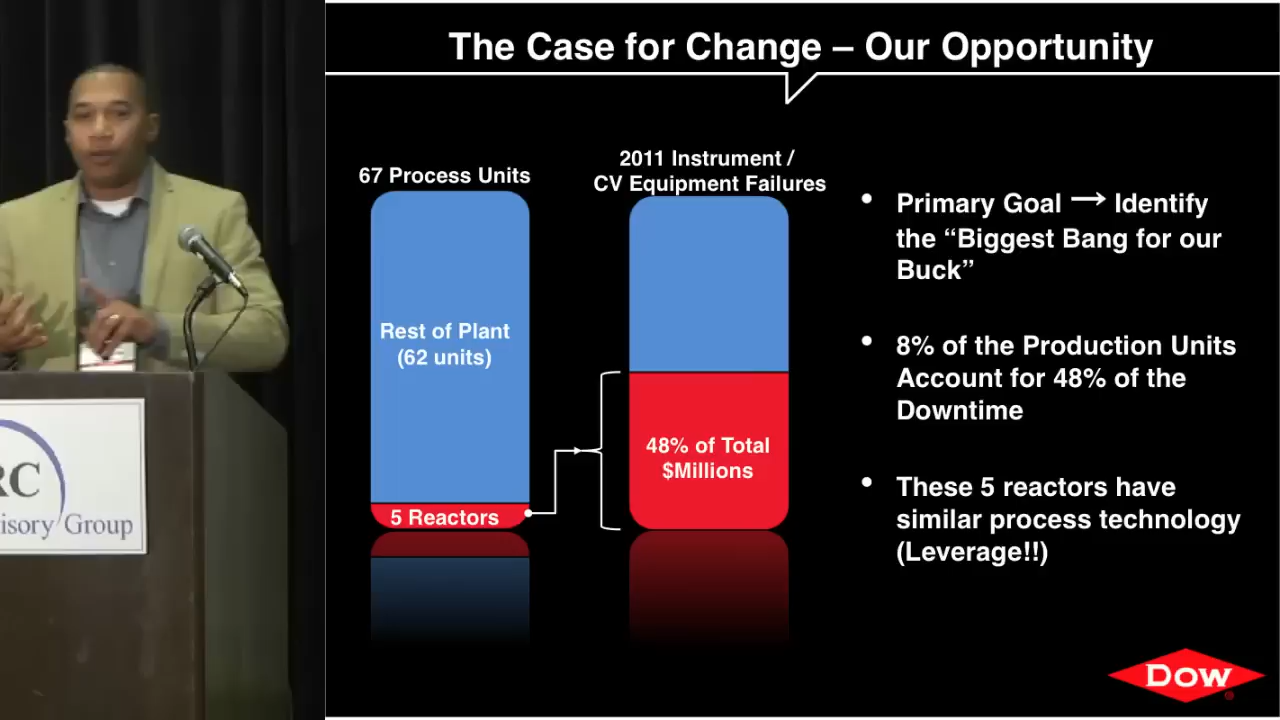 The Case for Change – Our Opportunity
67 Process Units
Rest of Plant
(62 units)
5 Reactors
2011 Instrument /
CV Equipment Failures
48% of Total
$Millions
• Primary Goal → Identify
the “Biggest Bang for our
Buck”
• 8% of the Production Units
Account for 48% of the
Downtime
• These 5 reactors have
similar process technology
(Leverage!!)
Dow
RC
isory Group